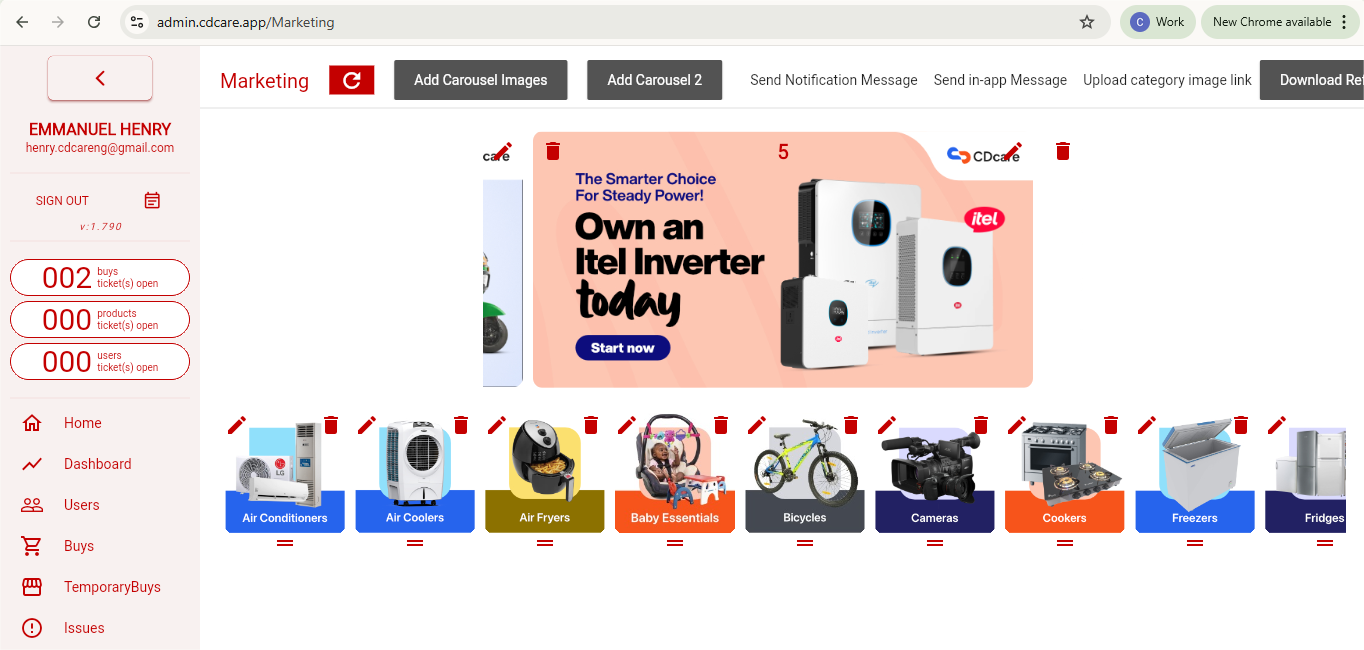 admin.cdcare.app/Marketing
C
Work
New Chrome available
EMMANUEL HENRY
henry.cdcareng@gmail.com
SIGN OUT
v:1.790
002 buys
ticket(s) open
000 products
ticket(s) open
000 users
ticket(s) open
Home
Dashboard
Users
Buys
TemporaryBuys
Issues
Marketing
Add Carousel Images
Add Carousel 2
Send Notification Message
Send in-app Message
Upload category image link
Download Ref
care
5
CDcare
The Smarter Choice
For Steady Power!
Own an
Itel Inverter
today
Start now
itel
LG
Air Conditioners
Air Coolers
Air Fryers
Baby Essentials
Bicycles
Cameras
Cookers
Freezers
Fridges